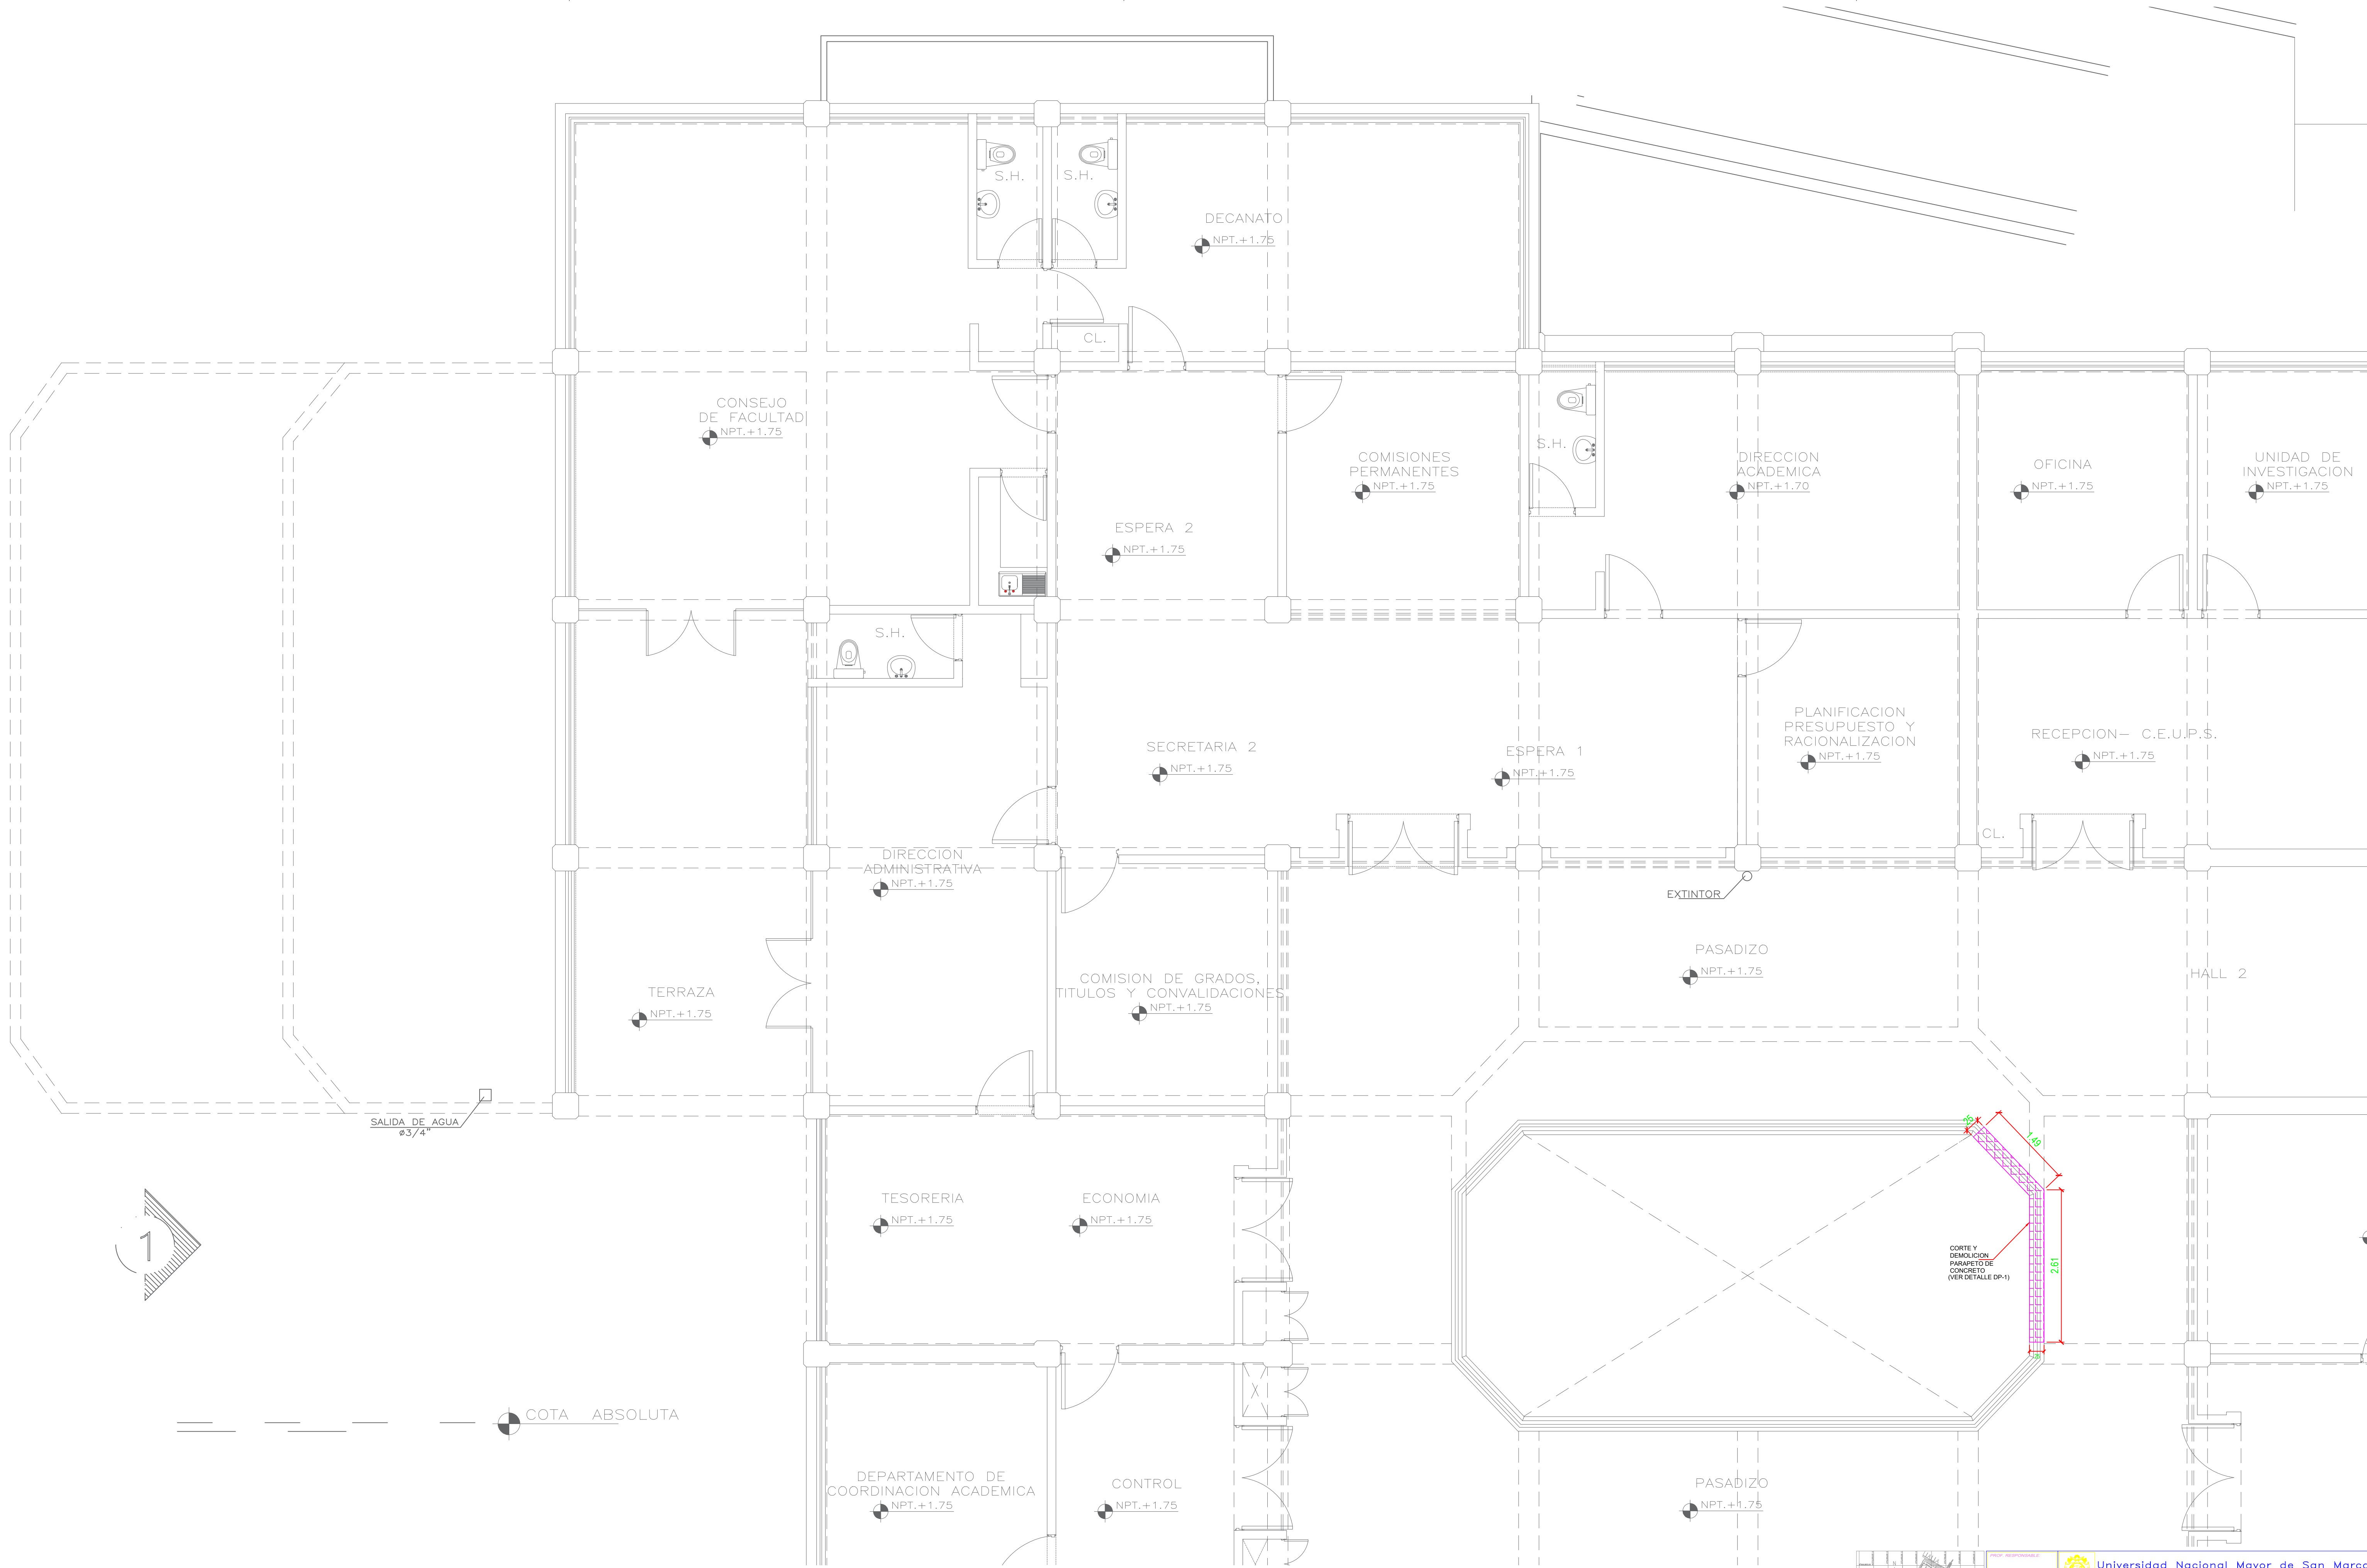 S.H.
S.H.
DECANATO
NPT.+1.75
CL.
CONSEJO
DE FACULTAD
NPT.+1.75
COMISIONES
PERMANENTES
NPT.+1.75
S.H.
DIRECCION
ACADEMICA
NPT.+1.70
OFICINA
NPT.+1.75
UNIDAD DE
INVESTIGACION
NPT.+1.75
ESPERA 2
NPT.+1.75
S.H.
SECRETARIA 2
NPT.+1.75
ESPERA 1
NPT.+1.75
PLANIFICACION
PRESUPUESTO Y
RACIONALIZACION
NPT.+1.75
RECEPCION- C.E.U.P.S.
NPT.+1.75
CL.
DIRECCION
ADMINISTRATIVA
NPT.+1.75
EXTINTOR
PASADIZO
NPT.+1.75
HALL 2
TERRAZA
NPT.+1.75
COMISION DE GRADOS,
TITULOS Y CONVALIDACIONES
NPT.+1.75
SALIDA DE AGUA
ø3/4"
.25
1.49
TESORERIA
NPT.+1.75
ECONOMIA
NPT.+1.75
1
CORTE Y
DEMOLICION
PARAPETO DE
CONCRETO
(VER DETALLE DP-1)
2.61
COTA ABSOLUTA
DEPARTAMENTO DE
COORDINACION ACADEMICA
NPT.+1.75
CONTROL
NPT.+1.75
PASADIZO
NPT.+1.75
PROF. RESPONSABLE
Universidad Nacional Mayor de San Marco